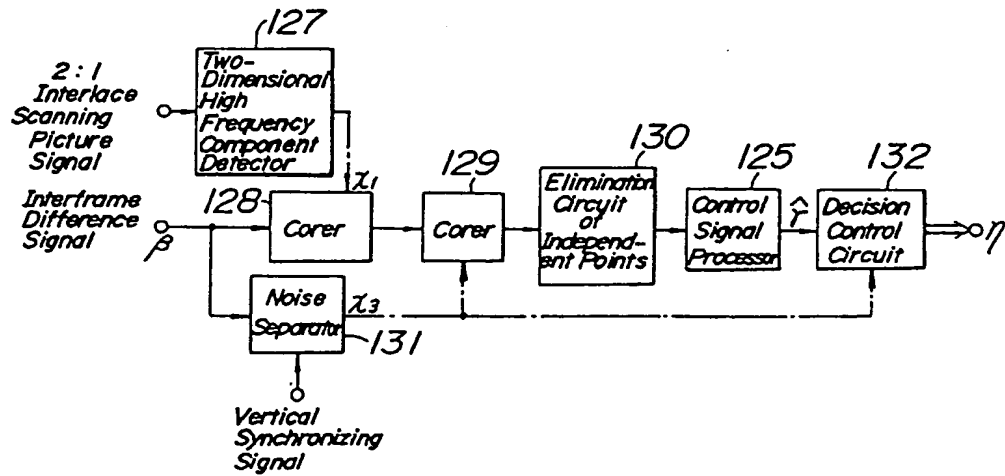 127
2:1
Interlace
Scanning
Picture
Signal
Two-
Dimensional
High
Frequency
Component
Detector
χ1
Interframe
Difference
Signal
β
128
Corer
129
Corer
130
Elimination
Circuit
of
Independ-
ent Points
125
Control
Signal
Processor
γ̂
132
Decision
Control
Circuit
η
Noise
Separator
χ3
131
Vertical
Synchronizing
Signal